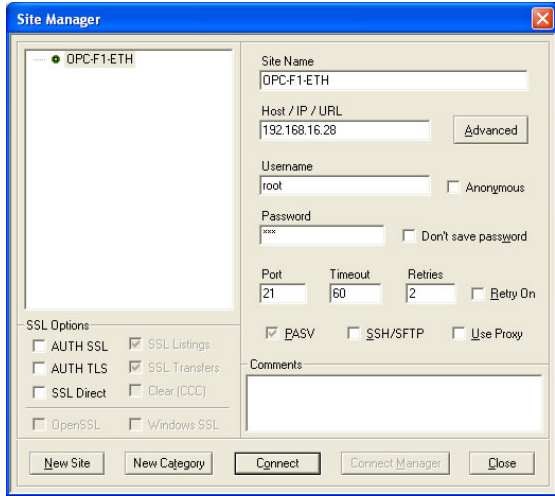 Site Manager
OPC-F1-ETH
Site Name
OPC-F1-ETH
Host / IP / URL
192.168.16.28
Advanced
Username
root
Anonymous
Password
×××
Don't save password
Port Timeout Retries
21 60 2 Retry On
PASV SSH/SFTP Use Proxy
SSL Options
AUTH SSL SSL Listings
AUTH TLS SSL Transfers
SSL Direct Clear (CCC)
OpenSSL Windows SSL
Comments
New Site New Category Connect Connect Manager Close